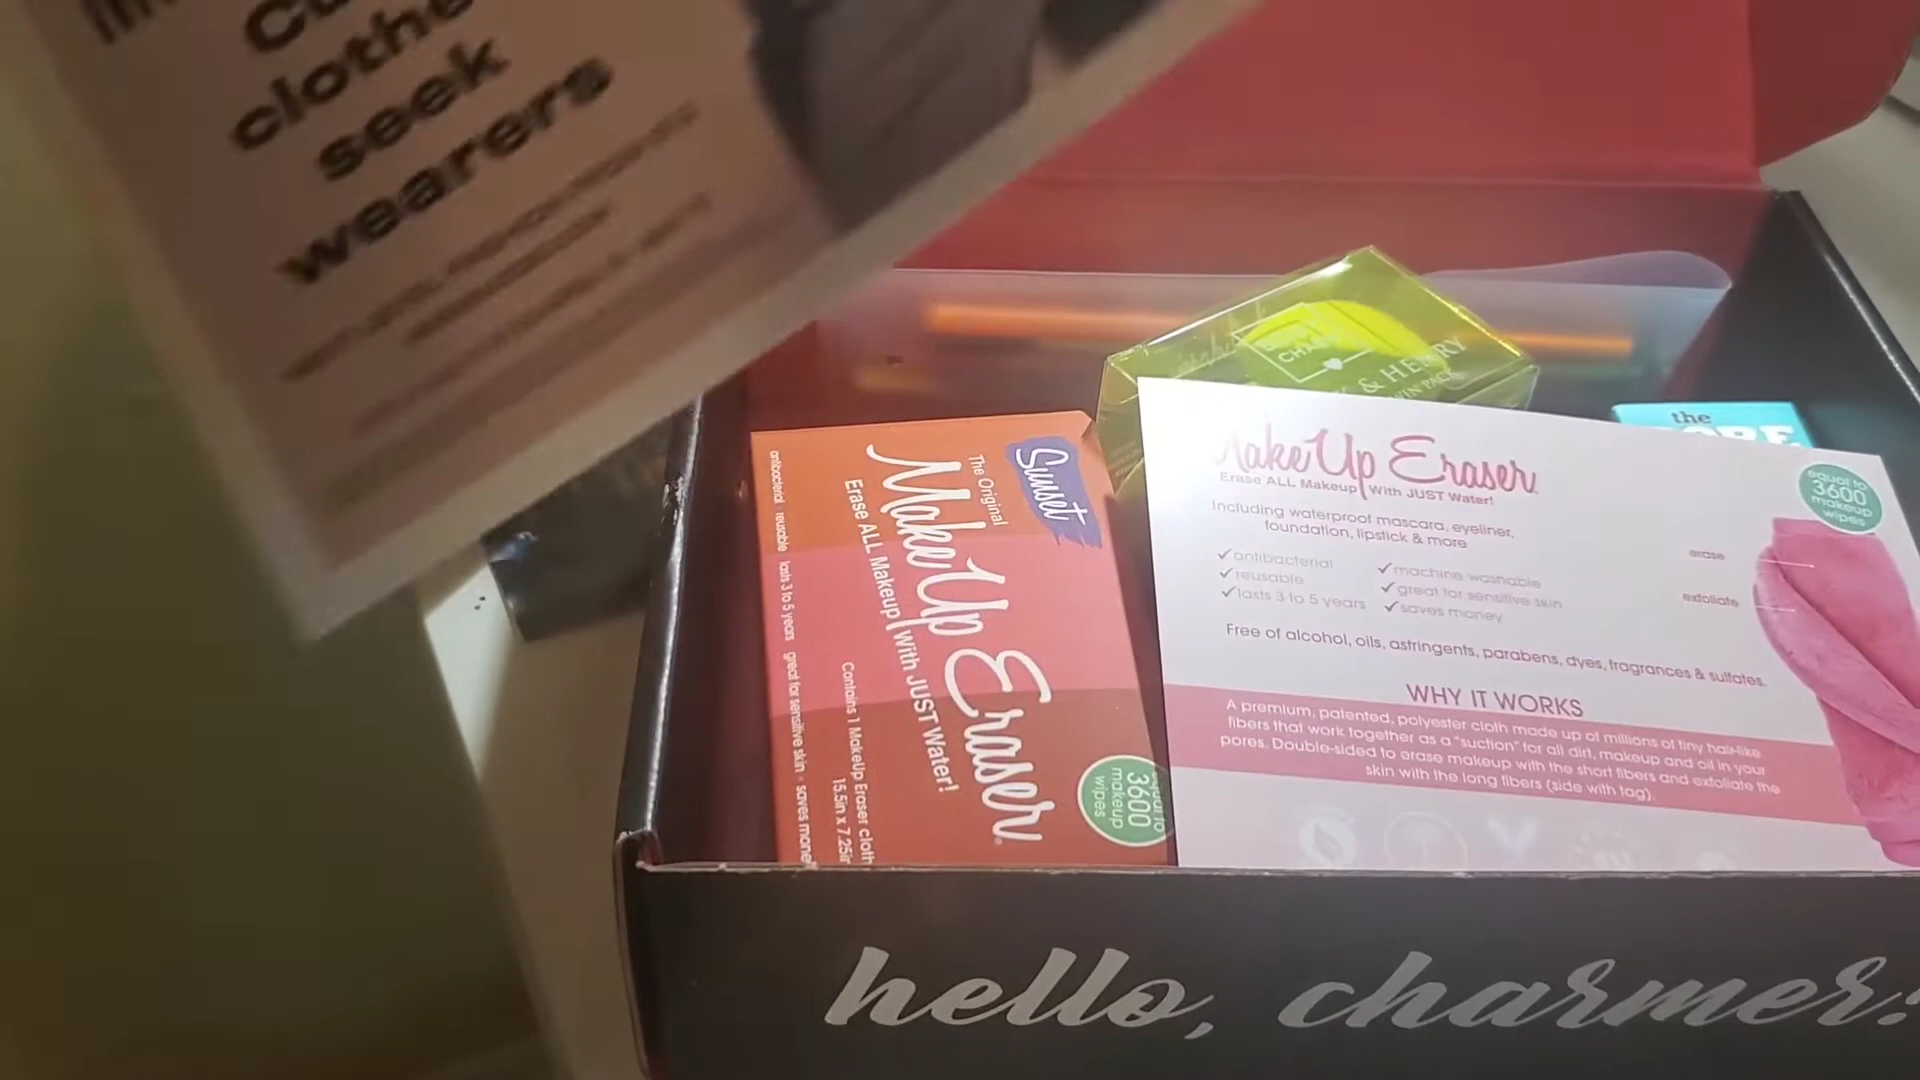 clothe
seek
wearers
CHA
& HENRY
WIN PACK
the
Sunset
The Original
MakeUp Eraser
Erase ALL Makeup With JUST Water!
Contains 1 MakeUp Eraser cloth
15.5in x 7.25in
antibacterial · reusable · lasts 3 to 5 years · great for sensitive skin · saves money
equal to
3600
makeup
wipes
MakeUp Eraser
Erase ALL Makeup With JUST Water!
Including waterproof mascara, eyeliner,
foundation, lipstick & more
✓antibacterial
✓reusable
✓lasts 3 to 5 years
✓machine washable
✓great for sensitive skin
✓saves money
Free of alcohol, oils, astringents, parabens, dyes, fragrances & sulfates.
equal to
3600
makeup
wipes
erase
exfoliate
WHY IT WORKS
A premium, patented, polyester cloth made up of millions of tiny hair-like
fibers that work together as a "suction" for all dirt, makeup and oil in your
pores. Double-sided to erase makeup with the short fibers and exfoliate the
skin with the long fibers (side with tag).
hello, charmer.